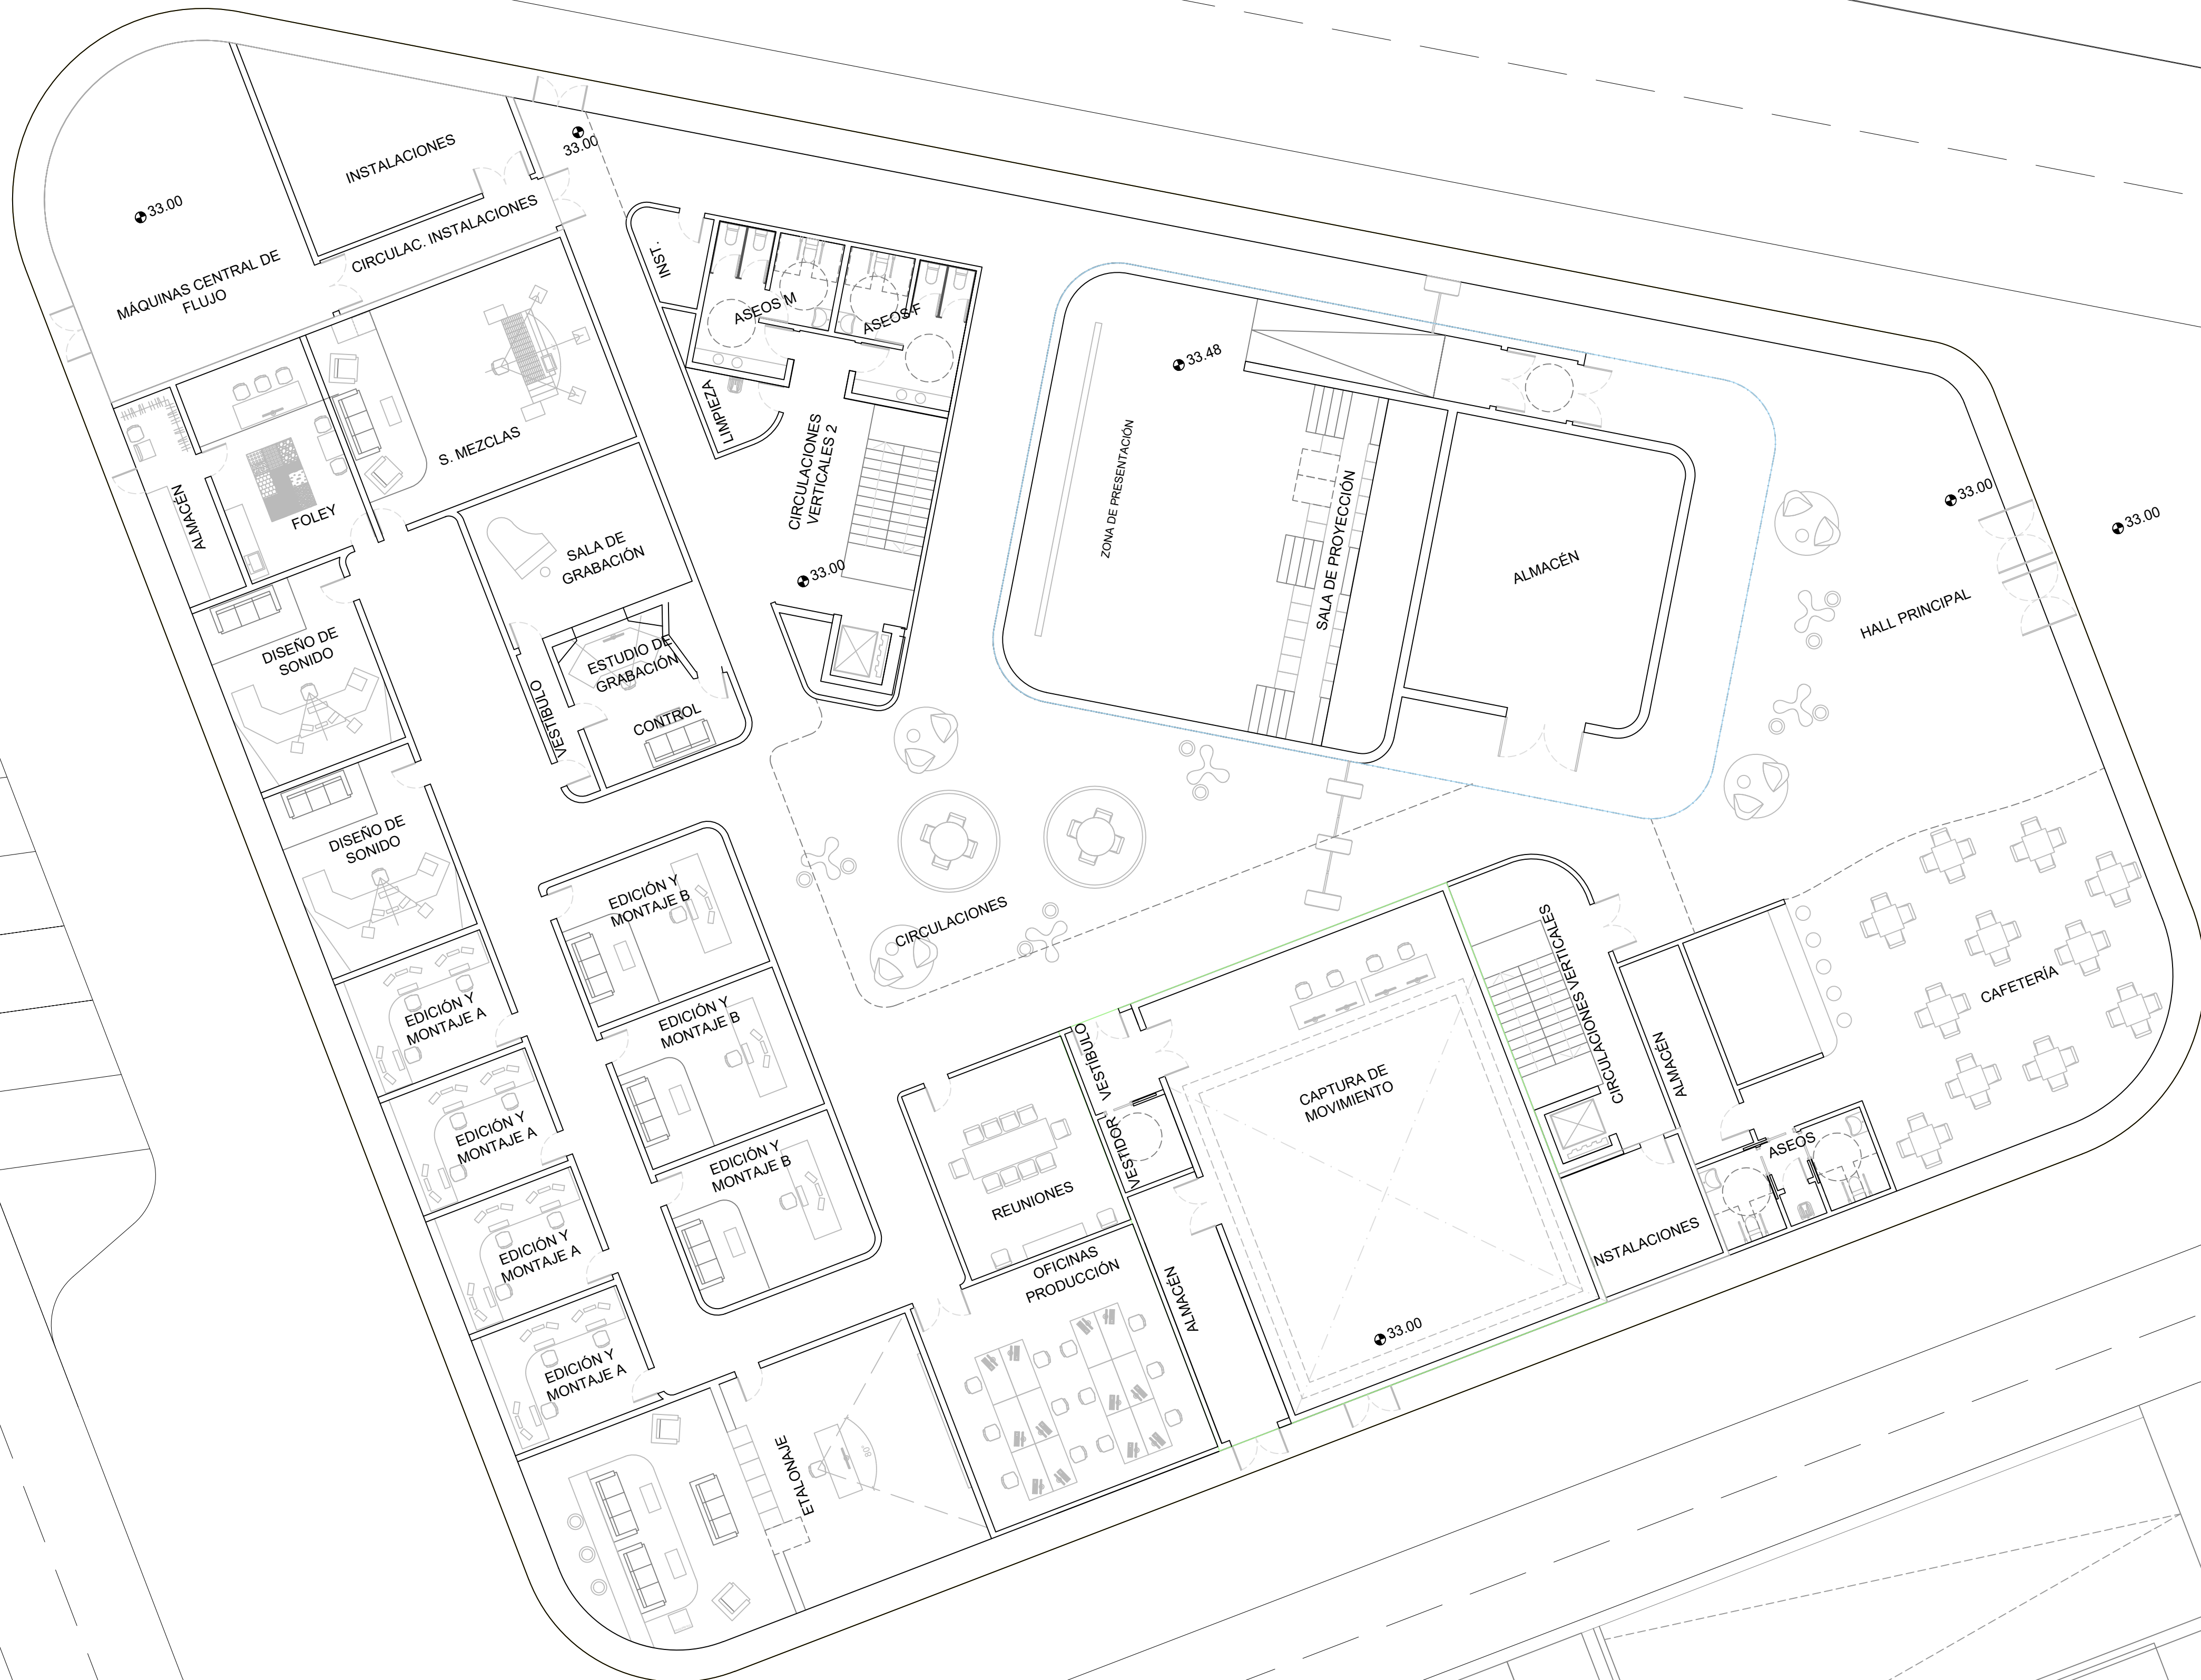 INSTALACIONES
33.00
33.00
CIRCULAC. INSTALACIONES
MÁQUINAS CENTRAL DE
FLUJO
INST.
ASEOS M
ASEOS F
LIMPIEZA
CIRCULACIONES
VERTICALES 2
33.00
S. MEZCLAS
ALMACÉN
FOLEY
SALA DE
GRABACIÓN
ESTUDIO DE
GRABACIÓN
VESTIBULO
CONTROL
DISEÑO DE
SONIDO
DISEÑO DE
SONIDO
33.48
ZONA DE PRESENTACIÓN
SALA DE PROYECCIÓN
ALMACÉN
33.00
33.00
HALL PRINCIPAL
CIRCULACIONES
EDICIÓN Y
MONTAJE B
EDICIÓN Y
MONTAJE B
EDICIÓN Y
MONTAJE B
EDICIÓN Y
MONTAJE A
EDICIÓN Y
MONTAJE A
EDICIÓN Y
MONTAJE A
EDICIÓN Y
MONTAJE A
VESTÍBULO
VESTIDOR
REUNIONES
OFICINAS
PRODUCCIÓN
ALMACÉN
CAPTURA DE
MOVIMIENTO
33.00
CIRCULACIONES VERTICALES
ALMACÉN
CAFETERÍA
ASEOS
NSTALACIONES
ETALONAJE